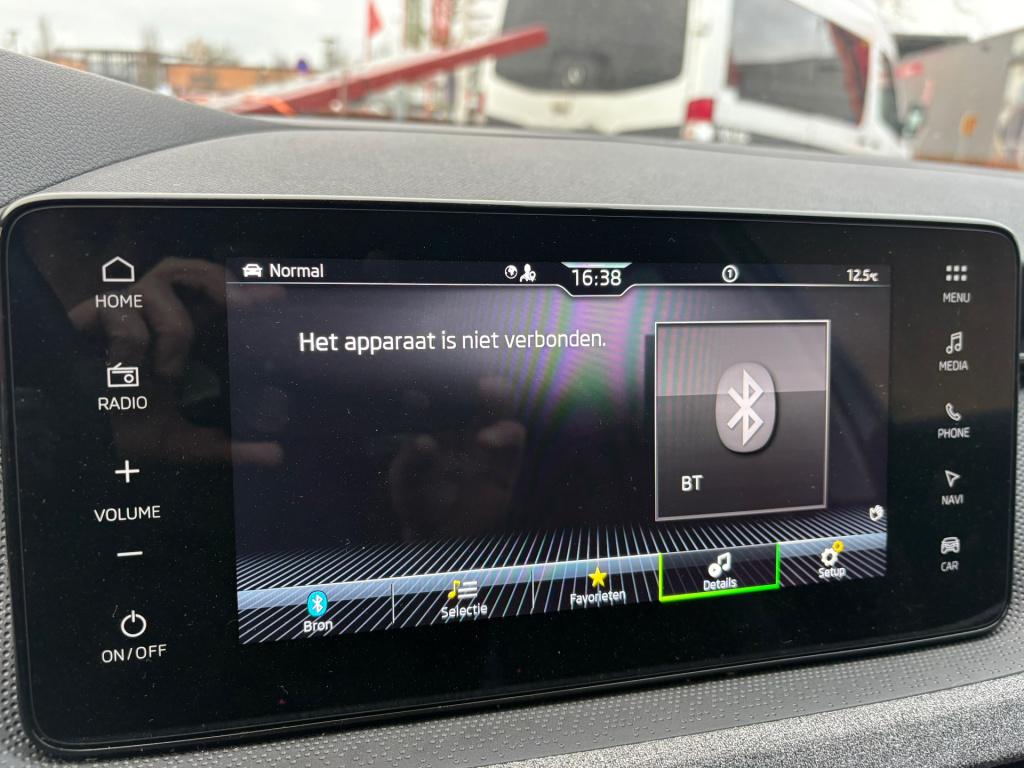 Normal
16:38
1
12.5°C
HOME
RADIO
+
VOLUME
−
ON/OFF
Het apparaat is niet verbonden.
BT
MENU
MEDIA
PHONE
NAVI
CAR
Bron
Selectie
Favorieten
Details
Setup